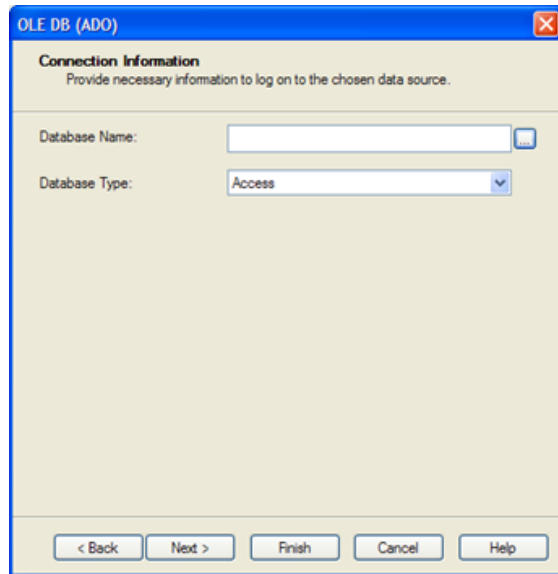 OLE DB (ADO)
Connection Information
Provide necessary information to log on to the chosen data source.
Database Name:
...
Database Type: Access
< Back Next > Finish Cancel Help